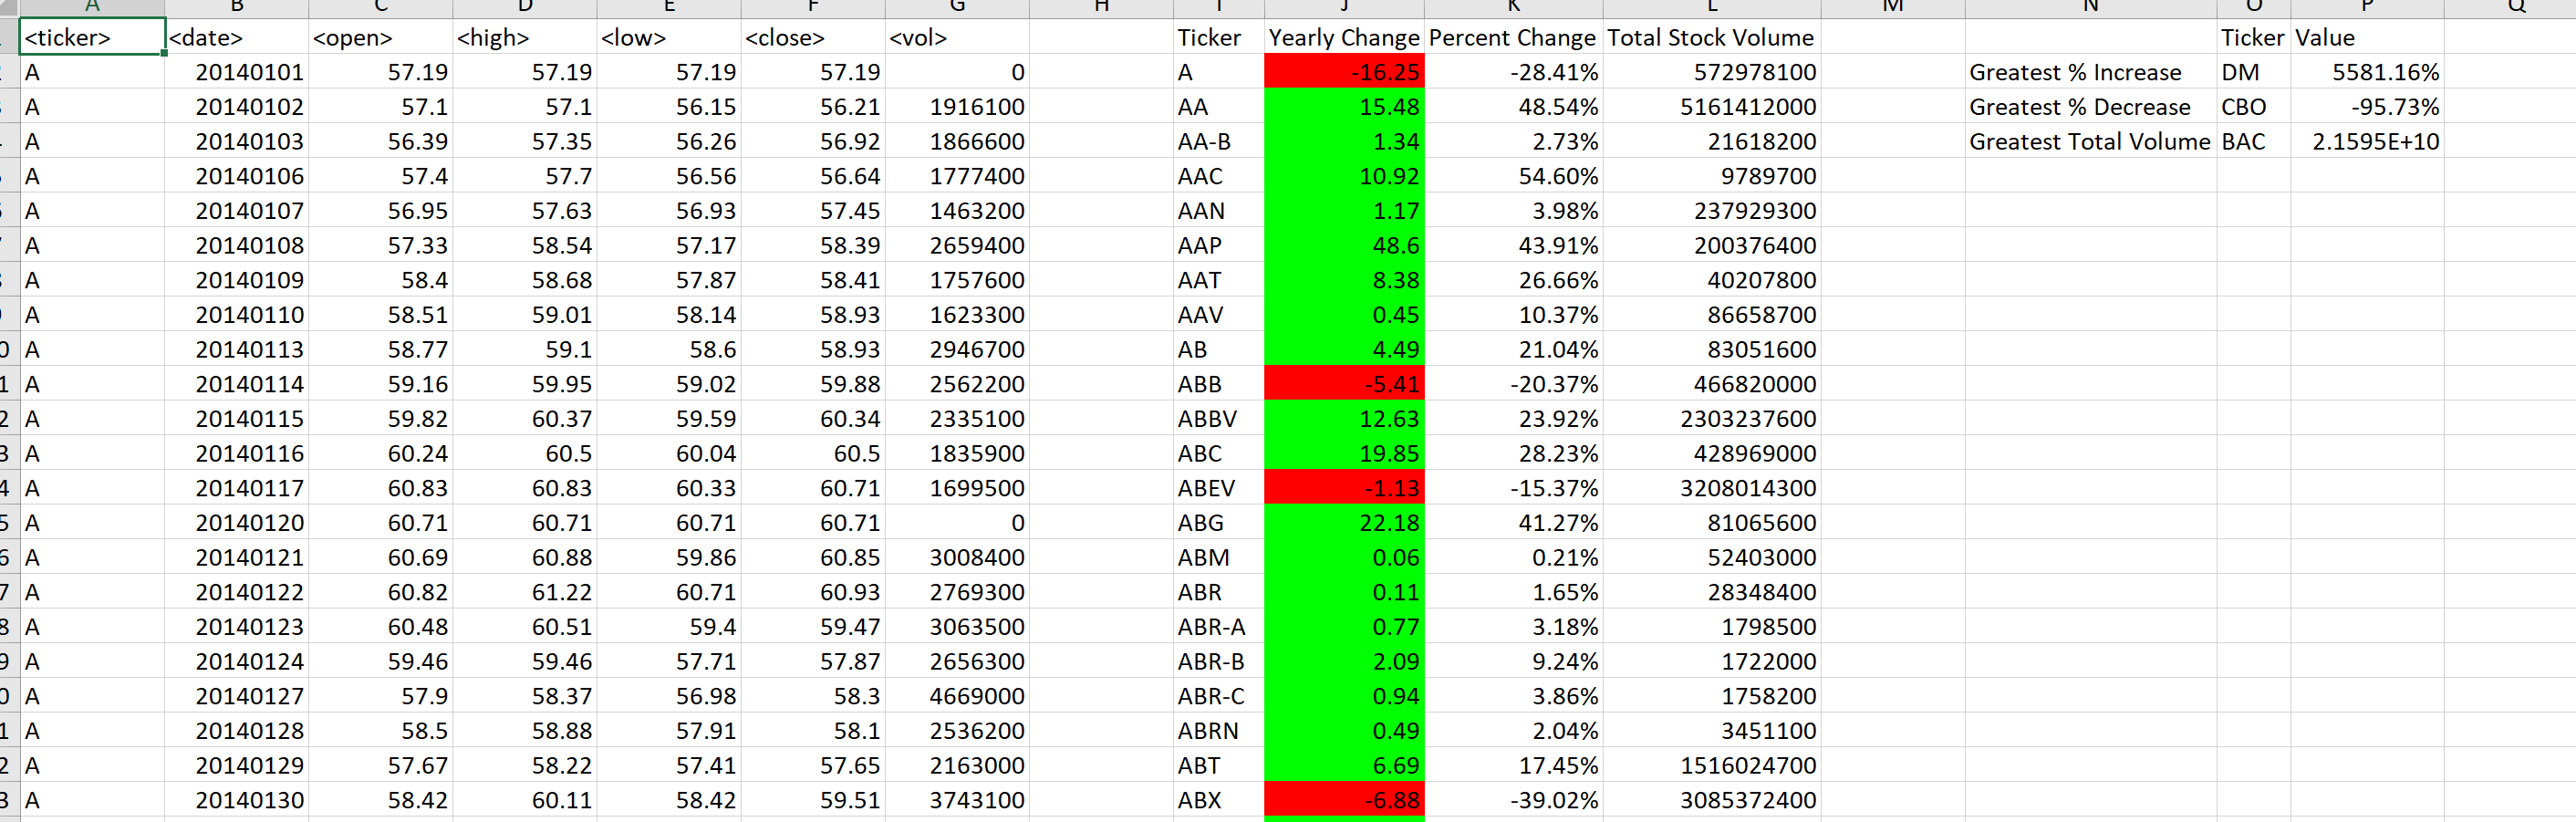 A B C D E F G H I J K L M N O P Q
<ticker> <date> <open> <high> <low> <close> <vol> Ticker Yearly Change Percent Change Total Stock Volume Ticker Value
A 20140101 57.19 57.19 57.19 57.19 0 A -16.25 -28.41% 572978100 Greatest % Increase DM 5581.16%
A 20140102 57.1 57.1 56.15 56.21 1916100 AA 15.48 48.54% 5161412000 Greatest % Decrease CBO -95.73%
A 20140103 56.39 57.35 56.26 56.92 1866600 AA-B 1.34 2.73% 21618200 Greatest Total Volume BAC 2.1595E+10
A 20140106 57.4 57.7 56.56 56.64 1777400 AAC 10.92 54.60% 9789700
A 20140107 56.95 57.63 56.93 57.45 1463200 AAN 1.17 3.98% 237929300
A 20140108 57.33 58.54 57.17 58.39 2659400 AAP 48.6 43.91% 200376400
A 20140109 58.4 58.68 57.87 58.41 1757600 AAT 8.38 26.66% 40207800
A 20140110 58.51 59.01 58.14 58.93 1623300 AAV 0.45 10.37% 86658700
0 A 20140113 58.77 59.1 58.6 58.93 2946700 AB 4.49 21.04% 83051600
1 A 20140114 59.16 59.95 59.02 59.88 2562200 ABB -5.41 -20.37% 466820000
2 A 20140115 59.82 60.37 59.59 60.34 2335100 ABBV 12.63 23.92% 2303237600
3 A 20140116 60.24 60.5 60.04 60.5 1835900 ABC 19.85 28.23% 428969000
4 A 20140117 60.83 60.83 60.33 60.71 1699500 ABEV -1.13 -15.37% 3208014300
5 A 20140120 60.71 60.71 60.71 60.71 0 ABG 22.18 41.27% 81065600
6 A 20140121 60.69 60.88 59.86 60.85 3008400 ABM 0.06 0.21% 52403000
7 A 20140122 60.82 61.22 60.71 60.93 2769300 ABR 0.11 1.65% 28348400
8 A 20140123 60.48 60.51 59.4 59.47 3063500 ABR-A 0.77 3.18% 1798500
9 A 20140124 59.46 59.46 57.71 57.87 2656300 ABR-B 2.09 9.24% 1722000
0 A 20140127 57.9 58.37 56.98 58.3 4669000 ABR-C 0.94 3.86% 1758200
1 A 20140128 58.5 58.88 57.91 58.1 2536200 ABRN 0.49 2.04% 3451100
2 A 20140129 57.67 58.22 57.41 57.65 2163000 ABT 6.69 17.45% 1516024700
3 A 20140130 58.42 60.11 58.42 59.51 3743100 ABX -6.88 -39.02% 3085372400